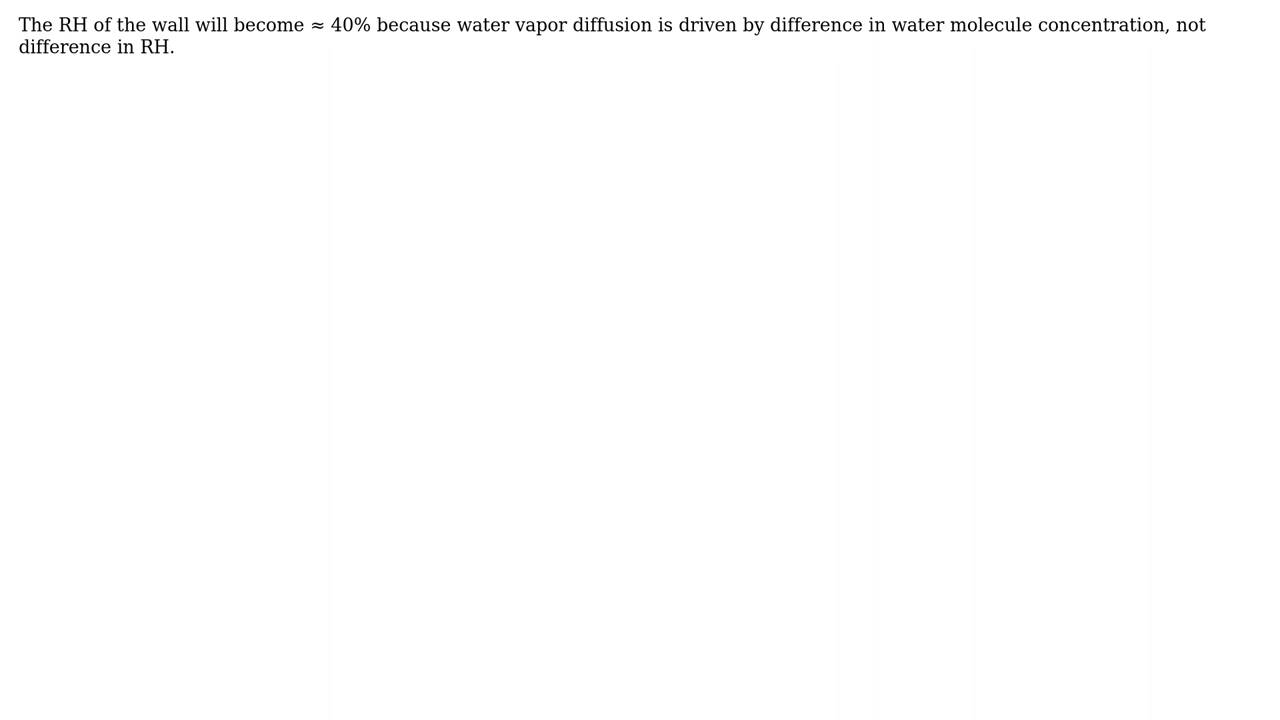 The RH of the wall will become ≈ 40% because water vapor diffusion is driven by difference in water molecule concentration, not
difference in RH.